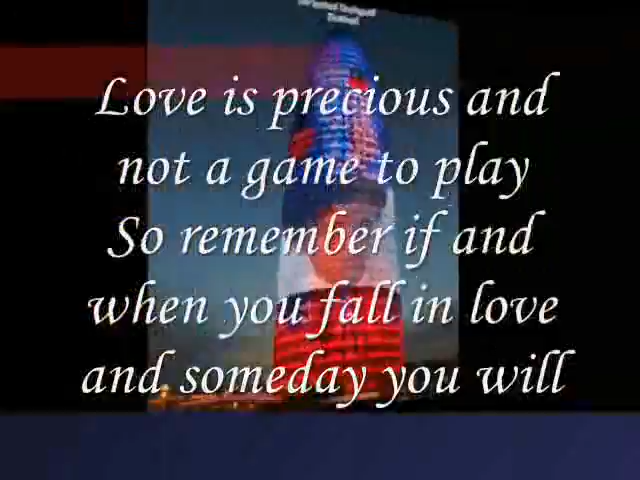 Love is precious and
not a game to play
So remember if and
when you fall in love
and someday you will